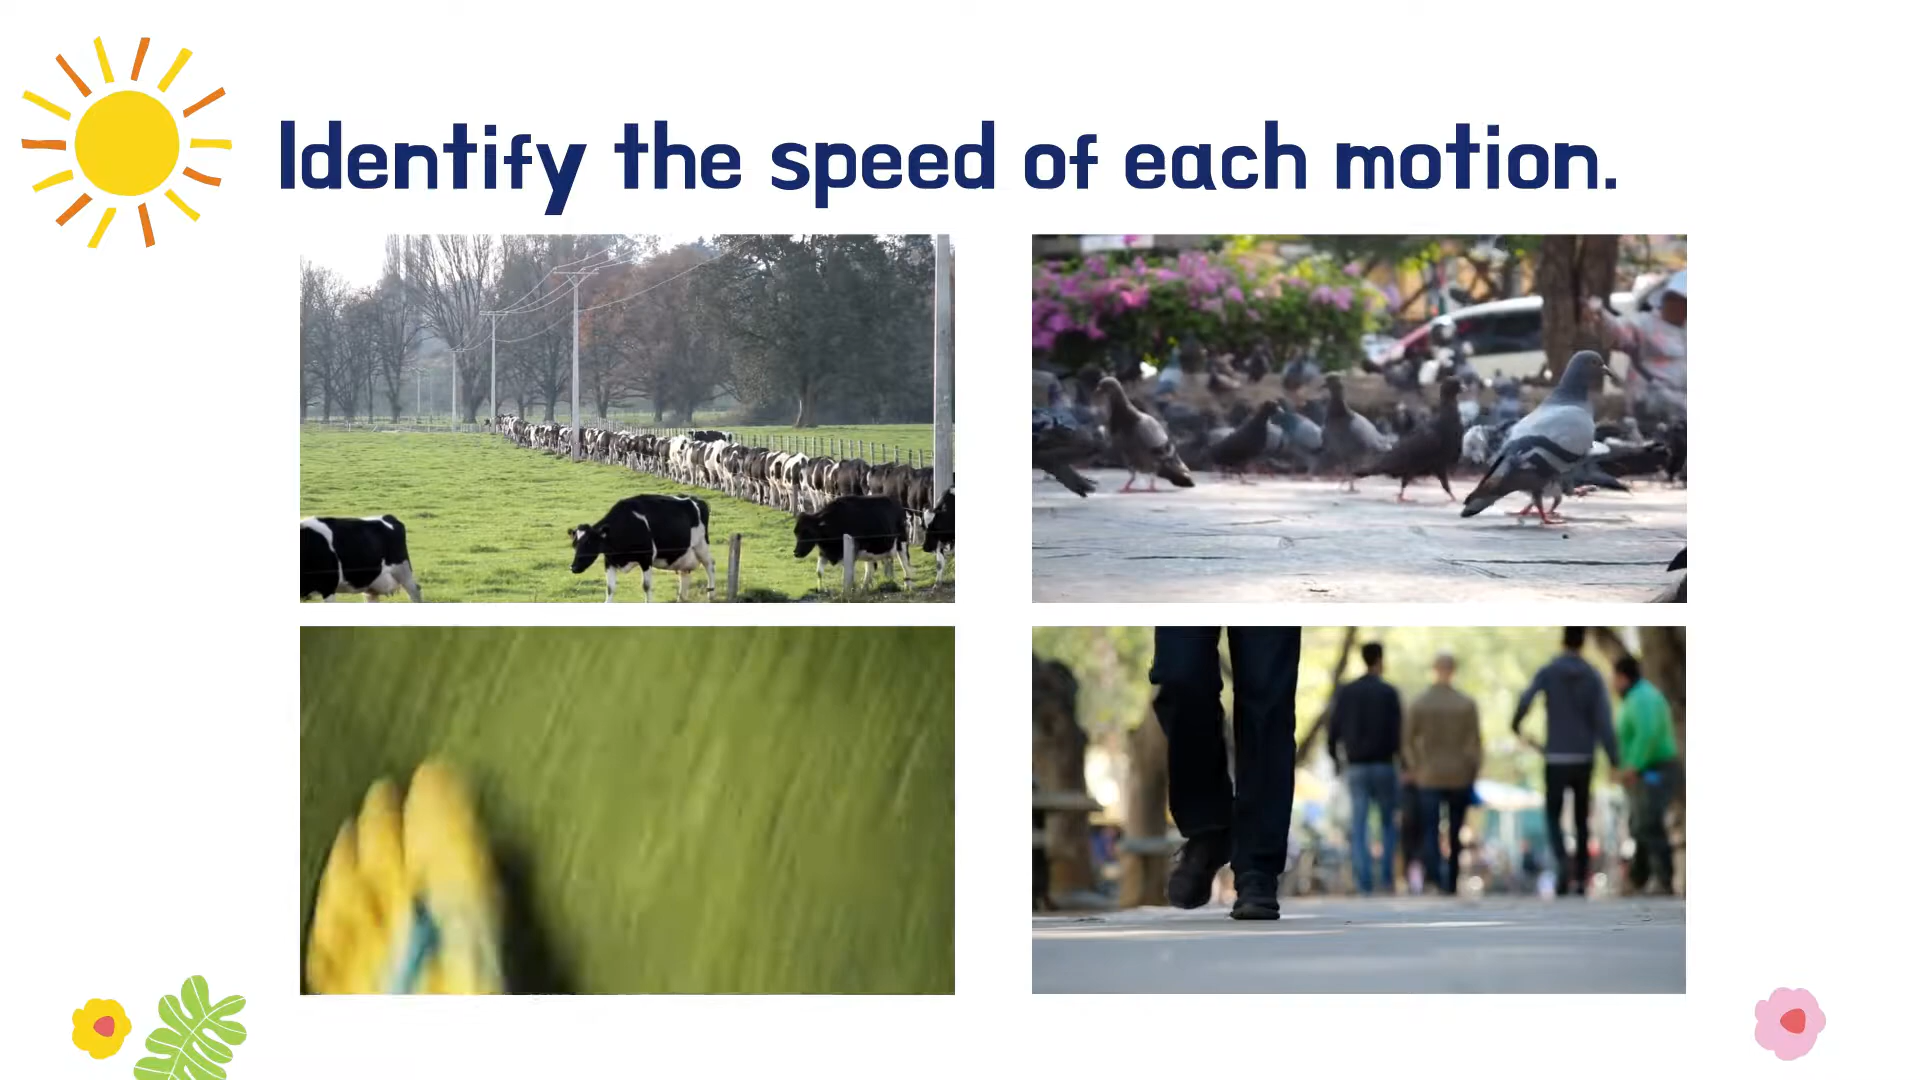 Identify the speed of each motion.